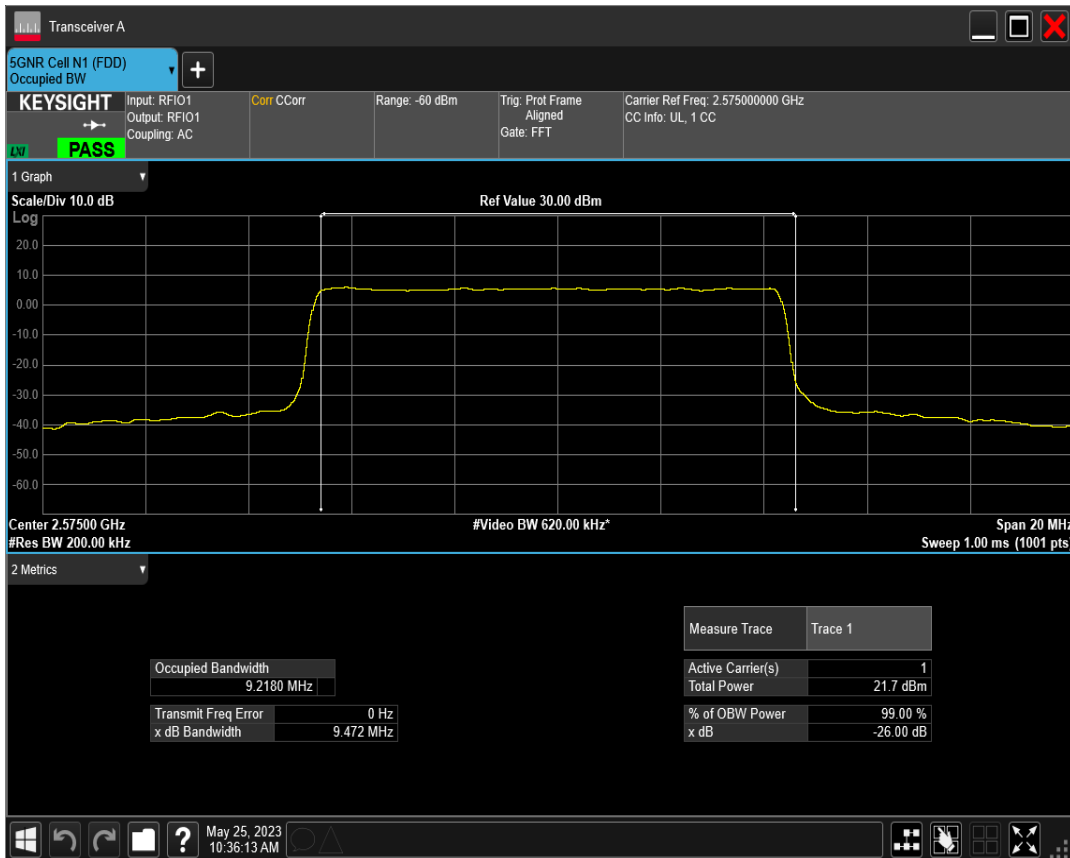 Transceiver A
5GNR Cell N1 (FDD)
Occupied BW
+
KEYSIGHT
LXI
PASS
Input: RFIO1
Output: RFIO1
Coupling: AC
Corr CCorr
Range: -60 dBm
Trig: Prot Frame
Aligned
Gate: FFT
Carrier Ref Freq: 2.575000000 GHz
CC Info: UL, 1 CC
1 Graph
Scale/Div 10.0 dB
Ref Value 30.00 dBm
Log
20.0
10.0
0.00
-10.0
-20.0
-30.0
-40.0
-50.0
-60.0
Center 2.57500 GHz
#Video BW 620.00 kHz*
Span 20 MHz
#Res BW 200.00 kHz
Sweep 1.00 ms (1001 pts)
2 Metrics
Measure Trace Trace 1
Occupied Bandwidth
9.2180 MHz
Transmit Freq Error 0 Hz
x dB Bandwidth 9.472 MHz
Active Carrier(s) 1
Total Power 21.7 dBm
% of OBW Power 99.00 %
x dB -26.00 dB
?
May 25, 2023
10:36:13 AM